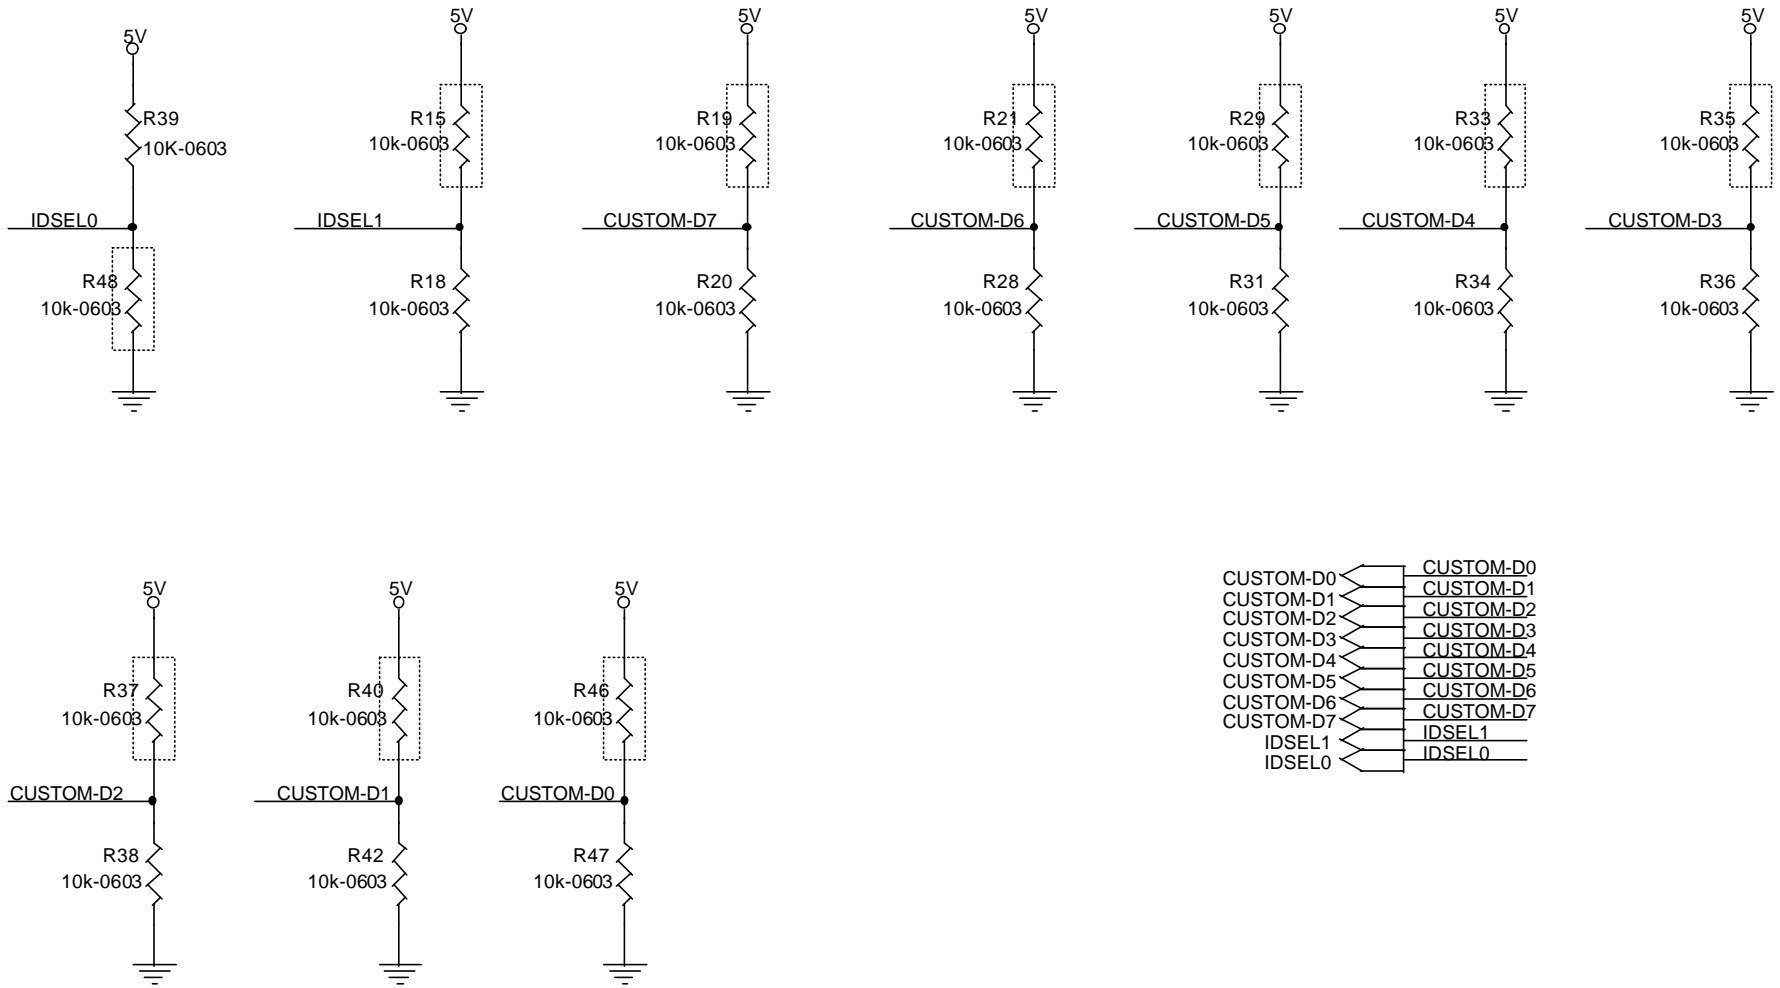 5V
R39
10K-0603
IDSEL0
R48
10k-0603
5V
R15
10k-0603
IDSEL1
R18
10k-0603
5V
R19
10k-0603
CUSTOM-D7
R20
10k-0603
5V
R21
10k-0603
CUSTOM-D6
R28
10k-0603
5V
R29
10k-0603
CUSTOM-D5
R31
10k-0603
5V
R33
10k-0603
CUSTOM-D4
R34
10k-0603
5V
R35
10k-0603
CUSTOM-D3
R36
10k-0603
5V
R37
10k-0603
CUSTOM-D2
R38
10k-0603
5V
R40
10k-0603
CUSTOM-D1
R42
10k-0603
5V
R46
10k-0603
CUSTOM-D0
R47
10k-0603
CUSTOM-D0
CUSTOM-D1
CUSTOM-D2
CUSTOM-D3
CUSTOM-D4
CUSTOM-D5
CUSTOM-D6
CUSTOM-D7
IDSEL1
IDSEL0
CUSTOM-D0
CUSTOM-D1
CUSTOM-D2
CUSTOM-D3
CUSTOM-D4
CUSTOM-D5
CUSTOM-D6
CUSTOM-D7
IDSEL1
IDSEL0